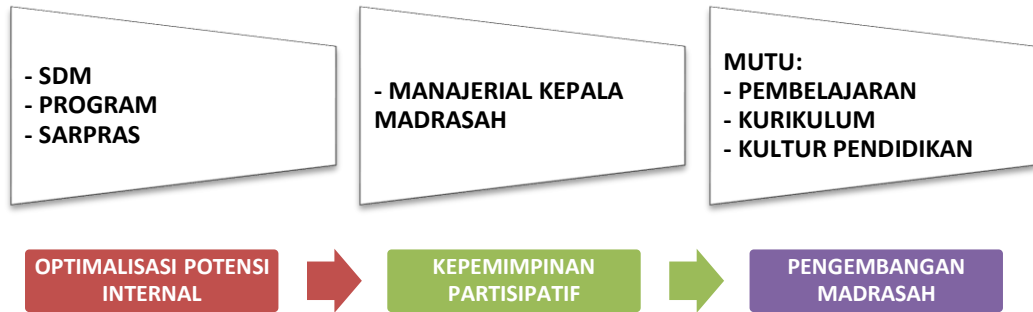 - SDM
- PROGRAM
- SARPRAS
- MANAJERIAL KEPALA
MADRASAH
MUTU:
- PEMBELAJARAN
- KURIKULUM
- KULTUR PENDIDIKAN
OPTIMALISASI POTENSI
INTERNAL
KEPEMIMPINAN
PARTISIPATIF
PENGEMBANGAN
MADRASAH